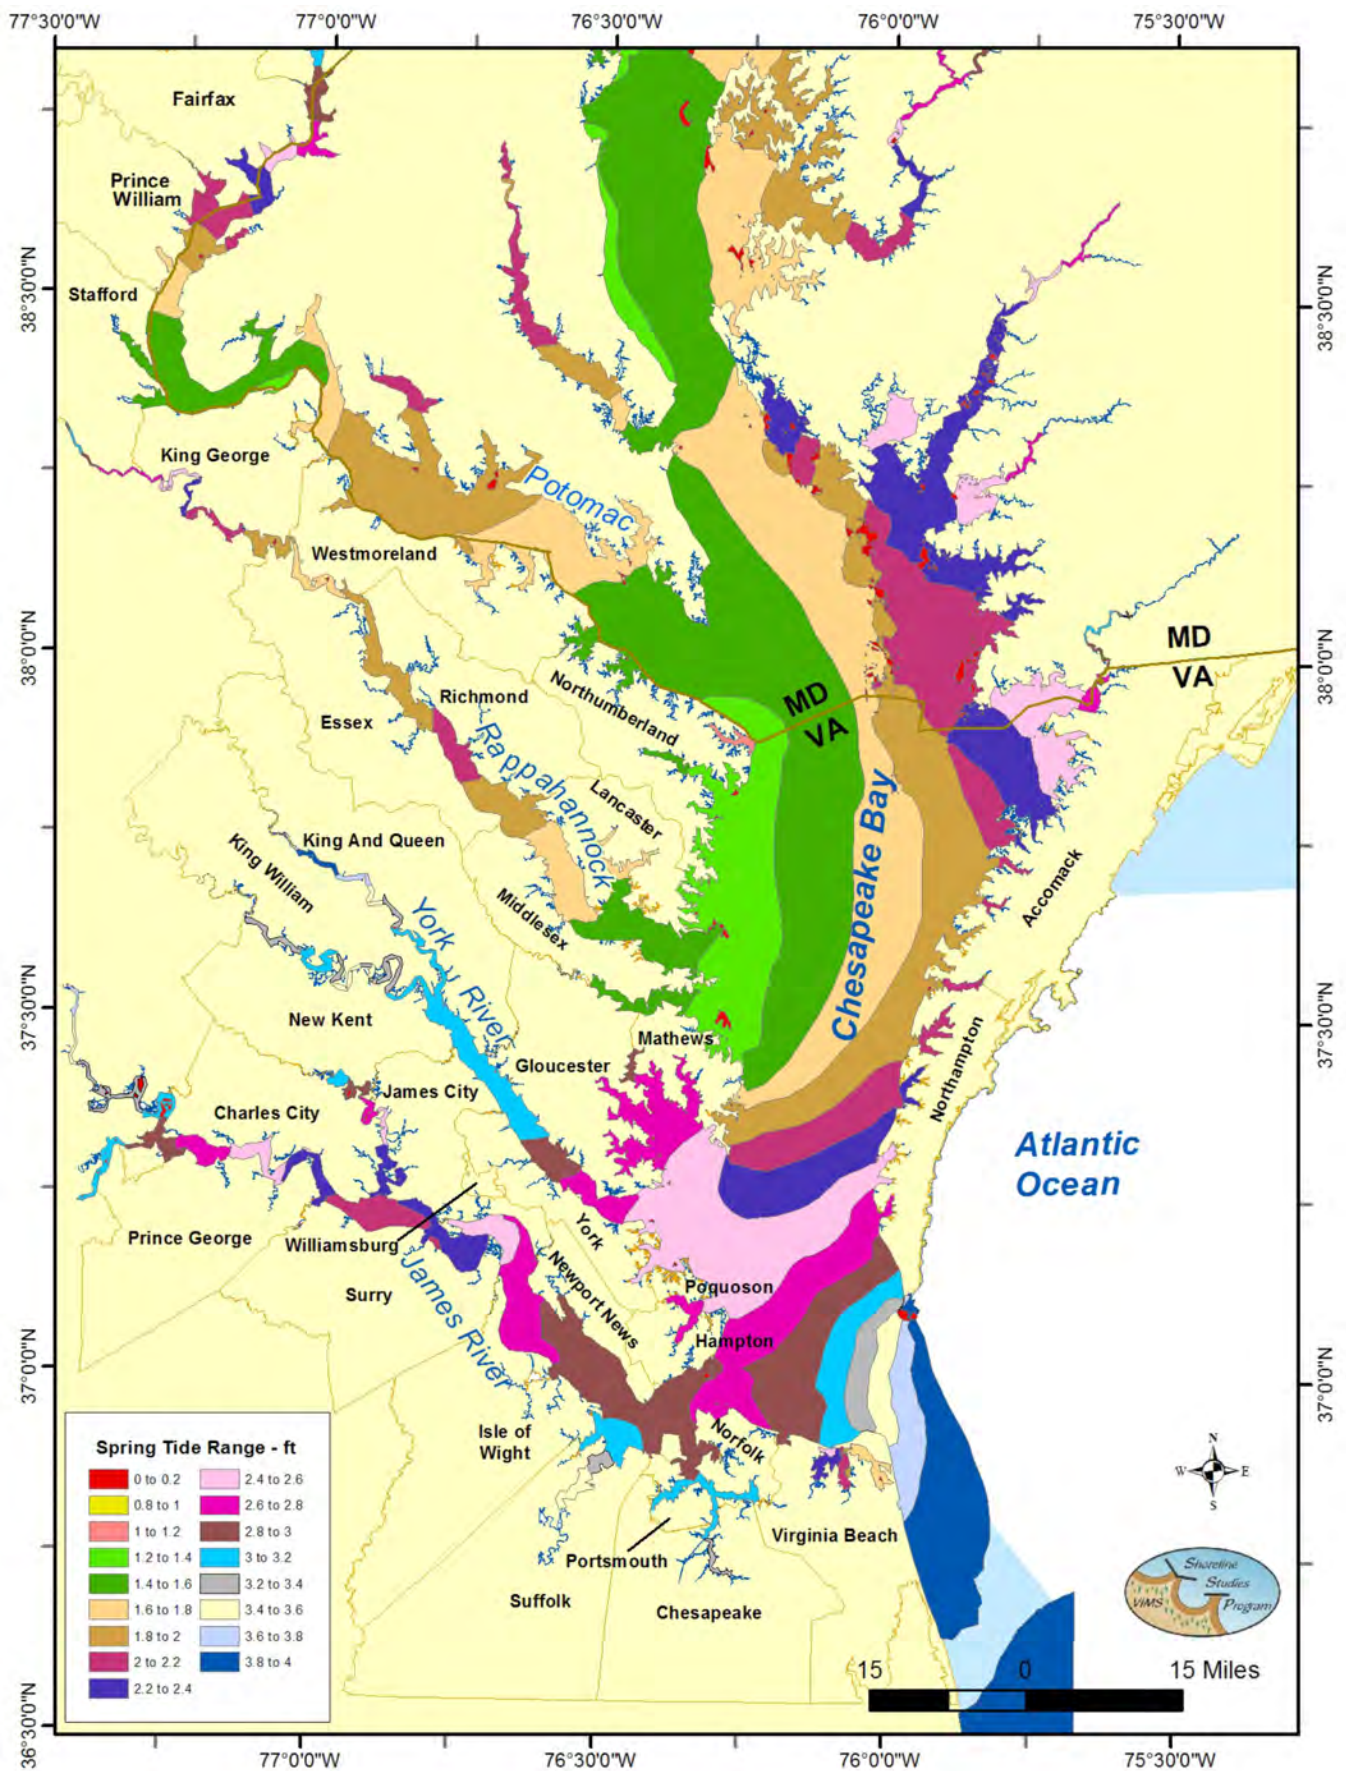 77°30'0"W 77°0'0"W 76°30'0"W 76°0'0"W 75°30'0"W
Fairfax
Prince
William
38°30'0"N
Stafford
38°30'0"N
King George
Potomac
Westmoreland
38°0'0"N
MD
VA
38°0'0"N
Richmond
Northumberland
MD
VA
Essex
Rappahannock
Lancaster
Chesapeake Bay
King And Queen
King William
Accomack
Middlesex
York River
37°30'0"N
New Kent
Mathews
37°30'0"N
Gloucester
Northampton
James City
Charles City
Atlantic
Ocean
Prince George
Williamsburg
York
James River
Newport News
Surry
Poquoson
Hampton
37°0'0"N
37°0'0"N
Isle of
Wight
Norfolk
Virginia Beach
Portsmouth
Suffolk
Chesapeake
Spring Tide Range - ft
0 to 0.2
0.8 to 1
1 to 1.2
1.2 to 1.4
1.4 to 1.6
1.6 to 1.8
1.8 to 2
2 to 2.2
2.2 to 2.4
2.4 to 2.6
2.6 to 2.8
2.8 to 3
3 to 3.2
3.2 to 3.4
3.4 to 3.6
3.6 to 3.8
3.8 to 4
N
W E
S
Shoreline
Studies
Program
VIMS
15 0 15 Miles
36°30'0"N
77°0'0"W 76°30'0"W 76°0'0"W 75°30'0"W